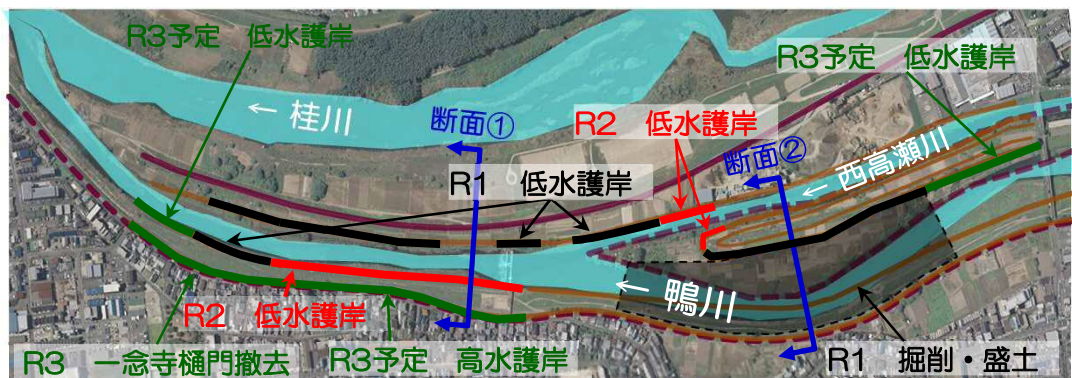 R3予定 低水護岸
R3予定 低水護岸
← 桂川
断面①
R2 低水護岸
断面②
← 西高瀬川
R1 低水護岸
← 鴨川
R2 低水護岸
R3 一念寺樋門撤去
R3予定 高水護岸
R1 掘削・盛土